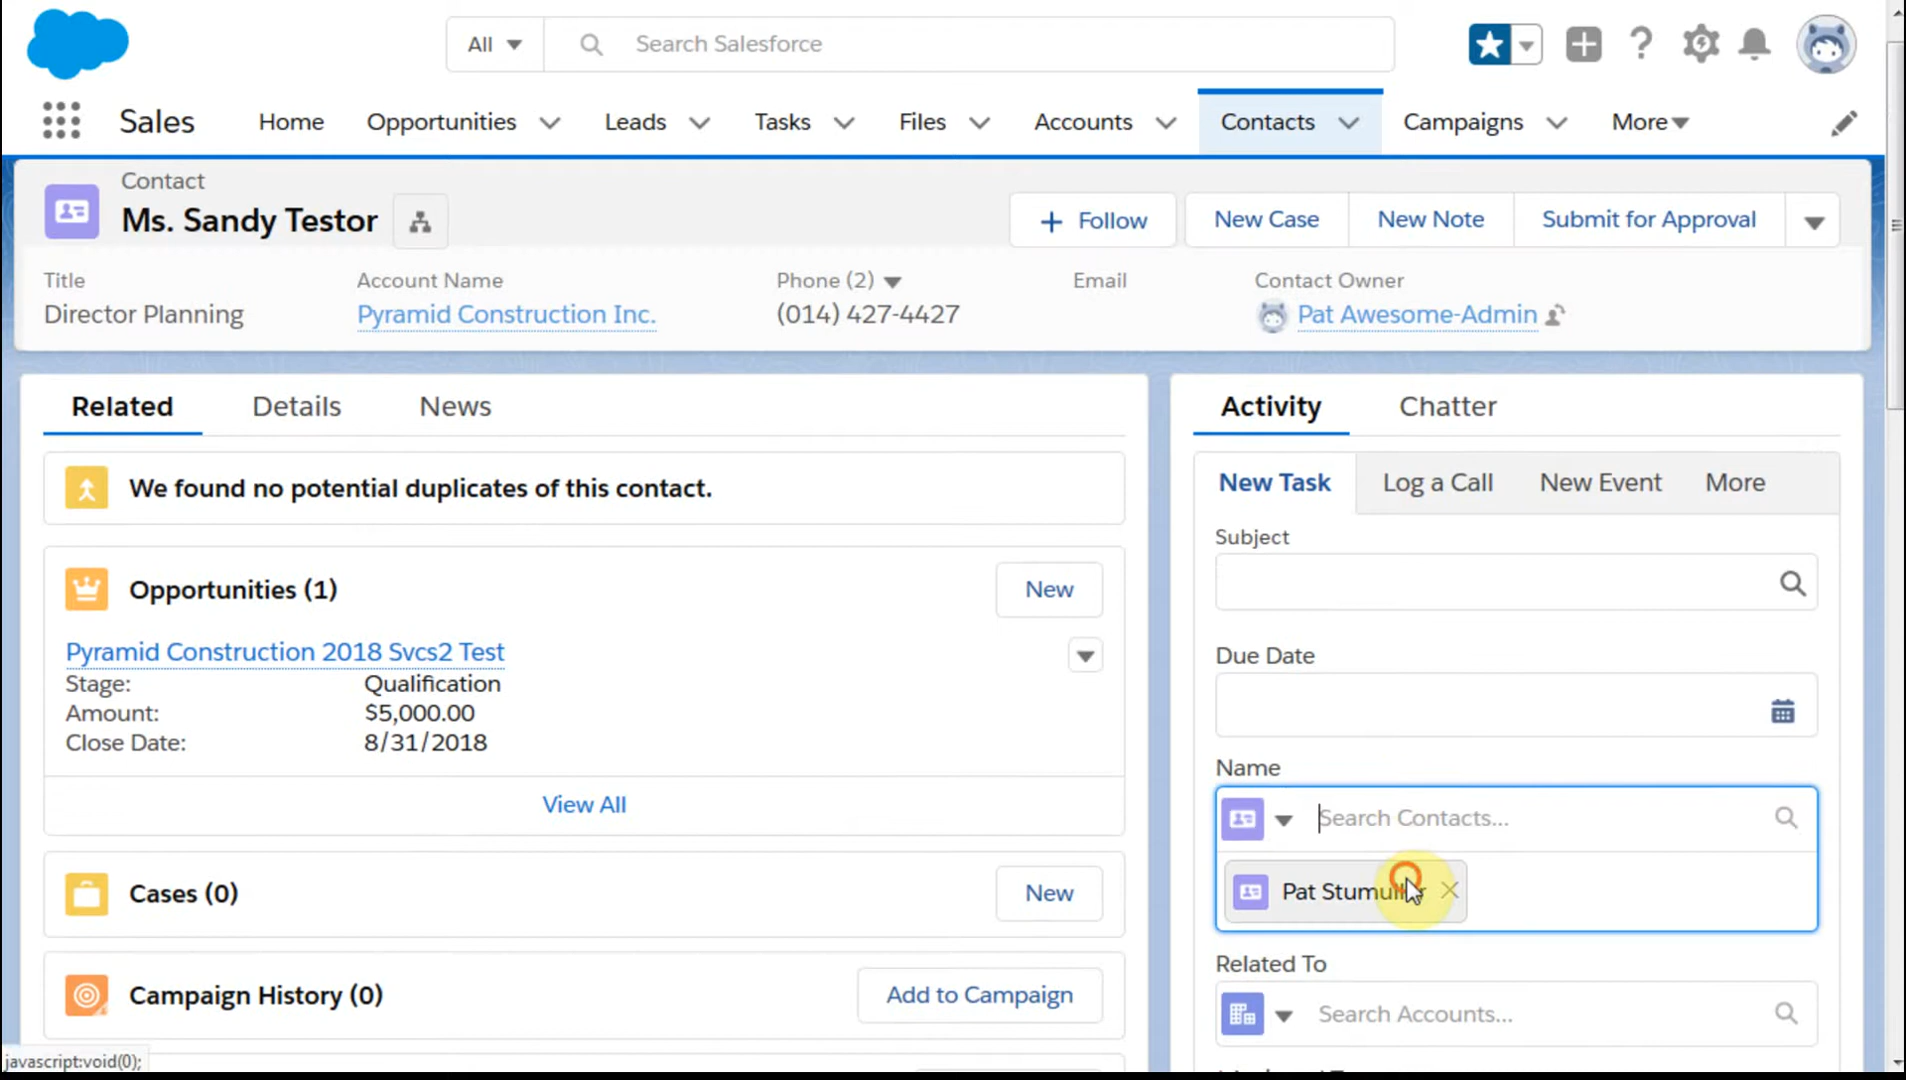 All
Search Salesforce
Sales
Home
Opportunities
Leads
Tasks
Files
Accounts
Contacts
Campaigns
More
Contact
Ms. Sandy Testor
Follow
New Case
New Note
Submit for Approval
Title
Account Name
Phone (2)
Email
Contact Owner
Director Planning
Pyramid Construction Inc.
(014) 427-4427
Pat Awesome-Admin
Related
Details
News
We found no potential duplicates of this contact.
Opportunities (1)
New
Pyramid Construction 2018 Svcs2 Test
Stage:
Qualification
Amount:
$5,000.00
Close Date:
8/31/2018
View All
Cases (0)
New
Campaign History (0)
Add to Campaign
javascript:void(0);
Activity
Chatter
New Task
Log a Call
New Event
More
Subject
Due Date
Name
Search Contacts...
Pat
Related To
Search Accounts...